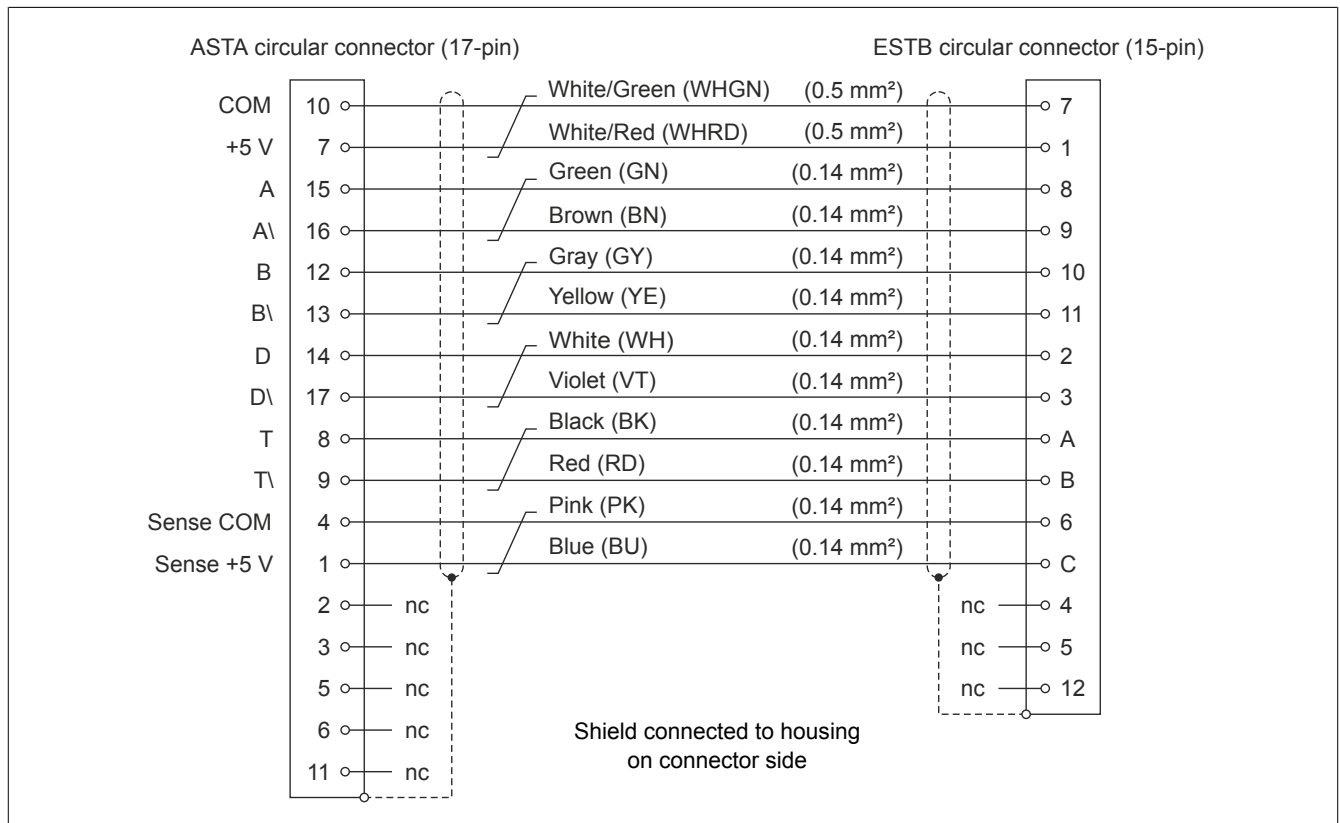 ASTA circular connector (17-pin) ESTB circular connector (15-pin)
COM 10 White/Green (WHGN) (0.5 mm²) 7
+5 V 7 White/Red (WHRD) (0.5 mm²) 1
A 15 Green (GN) (0.14 mm²) 8
A\ 16 Brown (BN) (0.14 mm²) 9
B 12 Gray (GY) (0.14 mm²) 10
B\ 13 Yellow (YE) (0.14 mm²) 11
D 14 White (WH) (0.14 mm²) 2
D\ 17 Violet (VT) (0.14 mm²) 3
T 8 Black (BK) (0.14 mm²) A
T\ 9 Red (RD) (0.14 mm²) B
Sense COM 4 Pink (PK) (0.14 mm²) 6
Sense +5 V 1 Blue (BU) (0.14 mm²) C
2 nc nc 4
3 nc nc 5
5 nc nc 12
6 nc Shield connected to housing
on connector side
11 nc